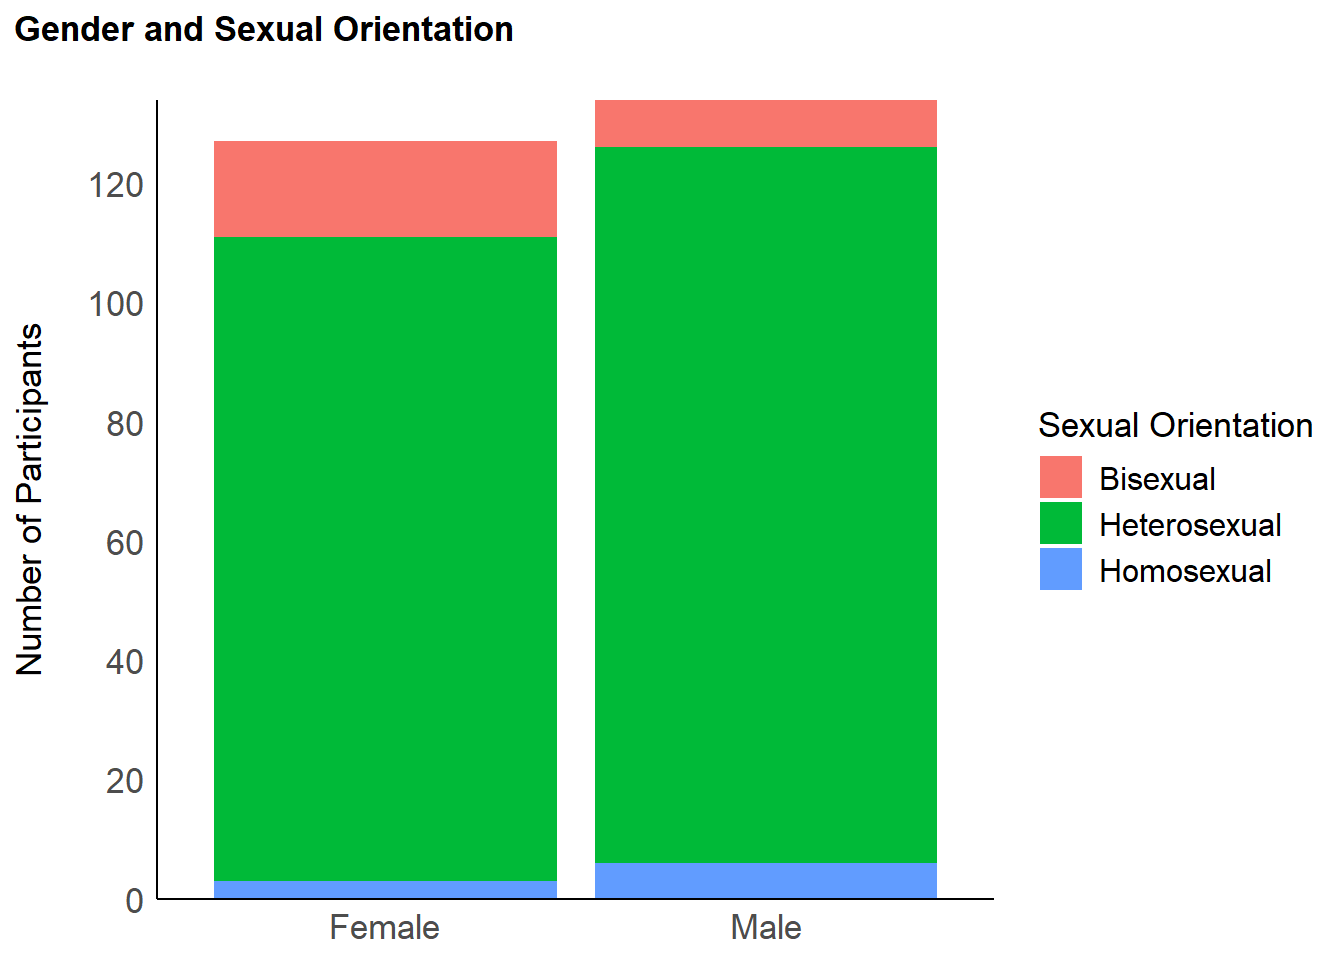 Gender and Sexual Orientation
Number of Participants
120
100
80
60
40
20
0
Female
Male
Sexual Orientation
Bisexual
Heterosexual
Homosexual